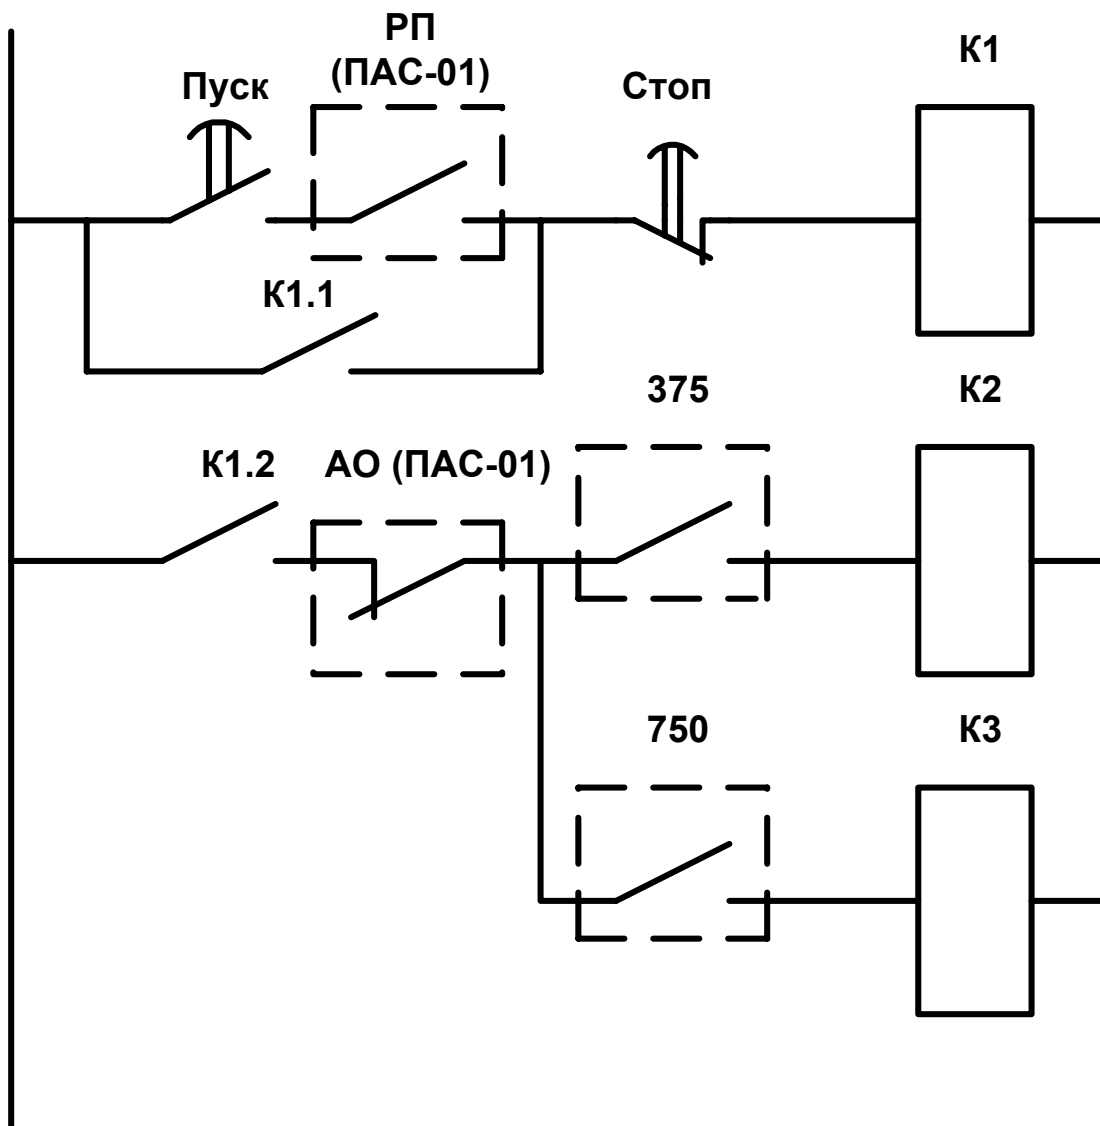 РП
(ПАС-01)
Пуск
Стоп
К1
К1.1
375
К2
К1.2
АО (ПАС-01)
750
К3